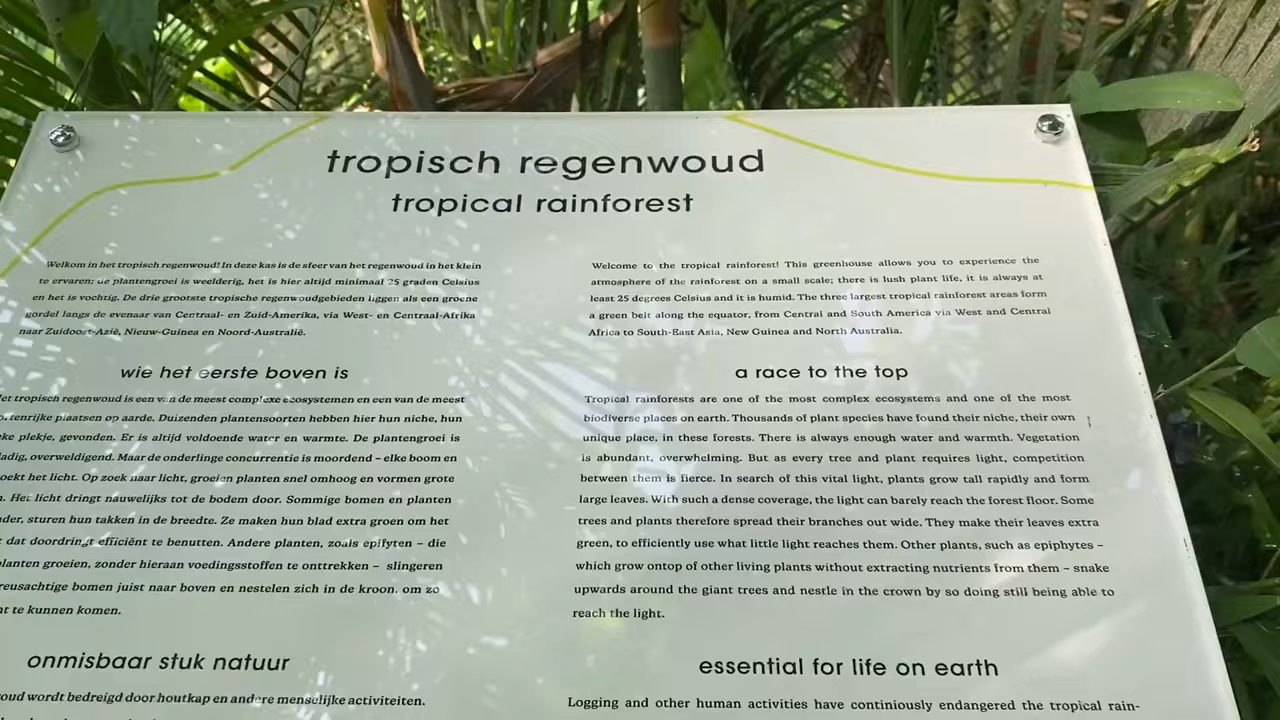 tropisch regenwoud
tropical rainforest
Welkom in het tropisch regenwoud! In deze kas is de sfeer van het regenwoud in het klein
te ervaren; de plantengroei is weelderig, het is hier altijd minimaal 25 graden Celsius
en het is vochtig. De drie grootste tropische regenwoudgebieden liggen als een groene
gordel langs de evenaar van Centraal- en Zuid-Amerika, via West- en Centraal-Afrika
naar Zuidoost-Azië, Nieuw-Guinea en Noord-Australië.
wie het eerste boven is
tropisch regenwoud is een van de meest complexe ecosystemen en een van de meest
plaatsen op aarde. Duizenden plantensoorten hebben hier hun niche, hun
plekje, gevonden. Er is altijd voldoende water en warmte. De plantengroei is
overweldigend. Maar de onderlinge concurrentie is moordend – elke boom en
het licht. Op zoek naar licht, groeien planten snel omhoog en vormen grote
Het licht dringt nauwelijks tot de bodem door. Sommige bomen en planten
sturen hun takken in de breedte. Ze maken hun blad extra groen om het
dat doordringt efficiënt te benutten. Andere planten, zoals epifyten – die
planten groeien, zonder hieraan voedingsstoffen te onttrekken – slingeren
reusachtige bomen juist naar boven en nestelen zich in de kroon, om zo
te kunnen komen.
onmisbaar stuk natuur
wordt bedreigd door houtkap en andere menselijke activiteiten.
Welcome to the tropical rainforest! This greenhouse allows you to experience the
atmosphere of the rainforest on a small scale; there is lush plant life, it is always at
least 25 degrees Celsius and it is humid. The three largest tropical rainforest areas form
a green belt along the equator, from Central and South America via West and Central
Africa to South-East Asia, New Guinea and North Australia.
a race to the top
Tropical rainforests are one of the most complex ecosystems and one of the most
biodiverse places on earth. Thousands of plant species have found their niche, their own
unique place, in these forests. There is always enough water and warmth. Vegetation
is abundant, overwhelming. But as every tree and plant requires light, competition
between them is fierce. In search of this vital light, plants grow tall rapidly and form
large leaves. With such a dense coverage, the light can barely reach the forest floor. Some
trees and plants therefore spread their branches out wide. They make their leaves extra
green, to efficiently use what little light reaches them. Other plants, such as epiphytes –
which grow ontop of other living plants without extracting nutrients from them – snake
upwards around the giant trees and nestle in the crown by so doing still being able to
reach the light.
essential for life on earth
Logging and other human activities have continiously endangered the tropical rain-